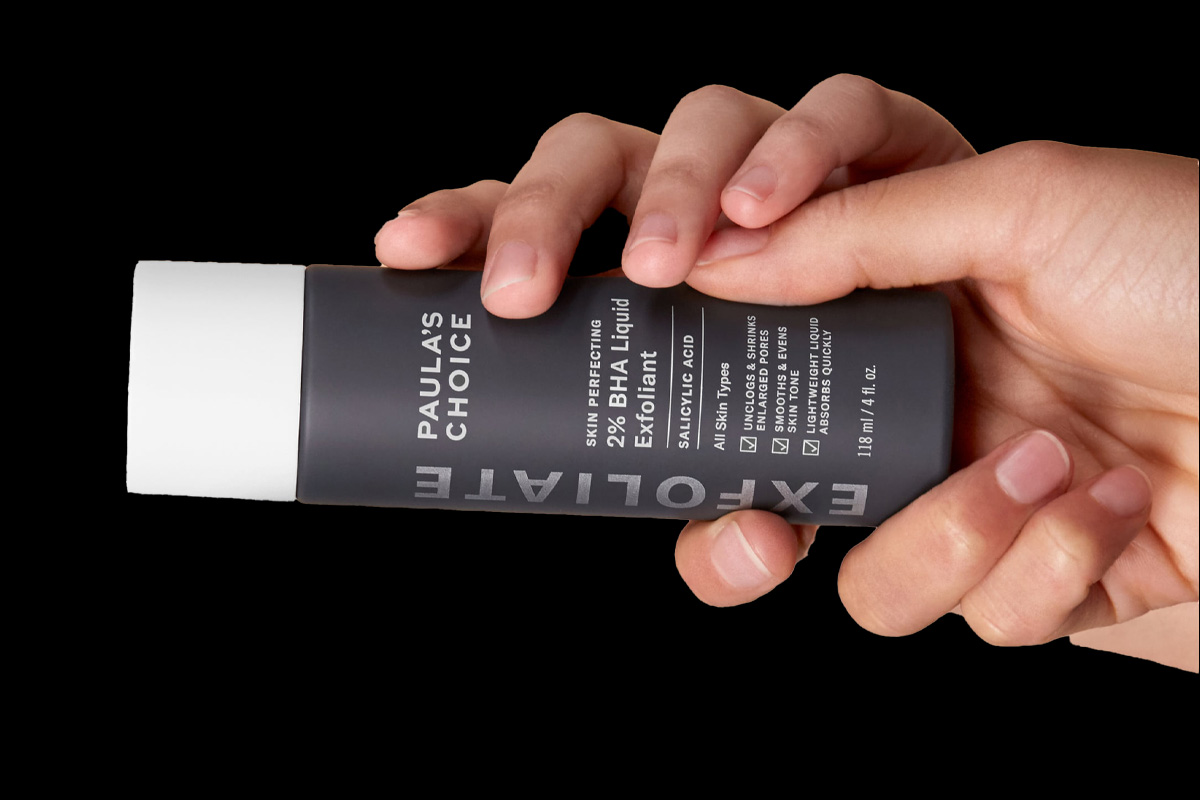 PAULA'S
CHOICE
SKIN PERFECTING
2% BHA Liquid
Exfoliant
SALICYLIC ACID
All Skin Types
☑ UNCLOGS & SHRINKS
ENLARGED PORES
☑ SMOOTHS & EVENS
SKIN TONE
☑ LIGHTWEIGHT LIQUID
ABSORBS QUICKLY
118 ml / 4 fl. oz.
EXFOLIATE